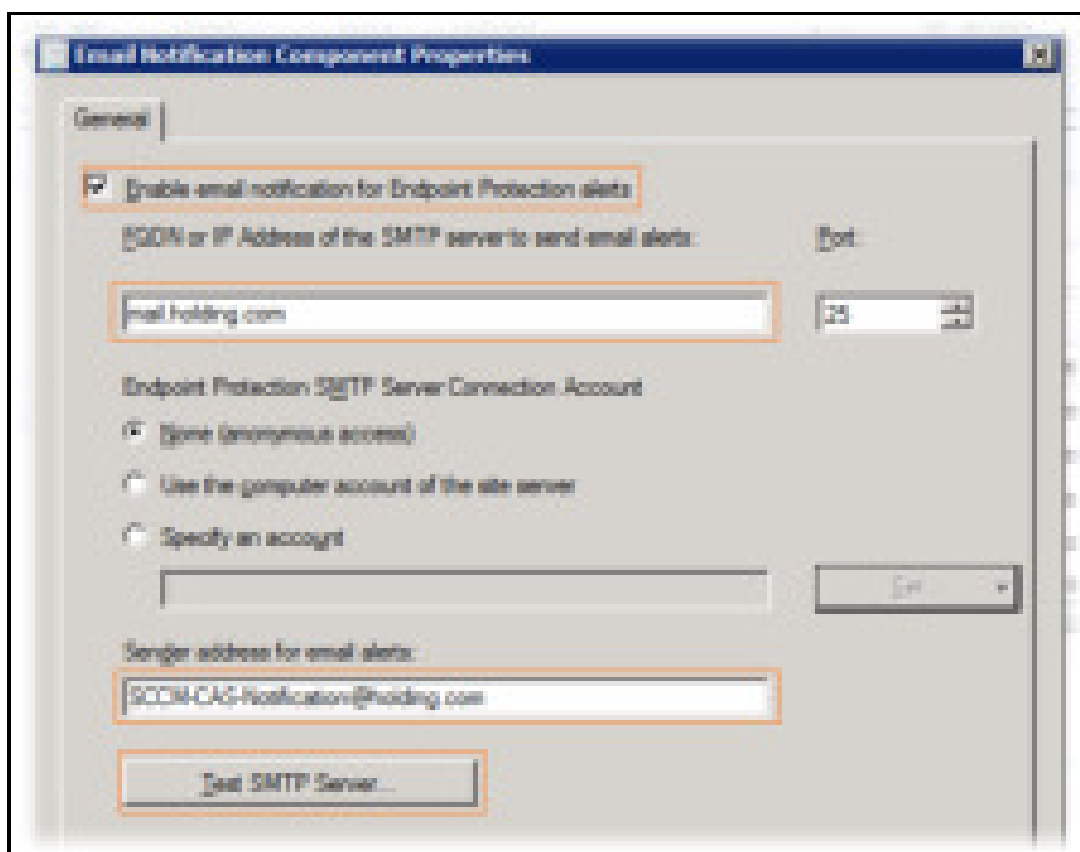 Email Notification Component Properties
General
Enable email notification for Endpoint Protection alerts
FQDN or IP Address of the SMTP server to send email alerts:
Port:
mail.holding.com
25
Endpoint Protection SMTP Server Connection Account
None (anonymous access)
Use the computer account of the site server
Specify an account
Set...
Sender address for email alerts:
SCCM-CAS-Notification@holding.com
Test SMTP Server...